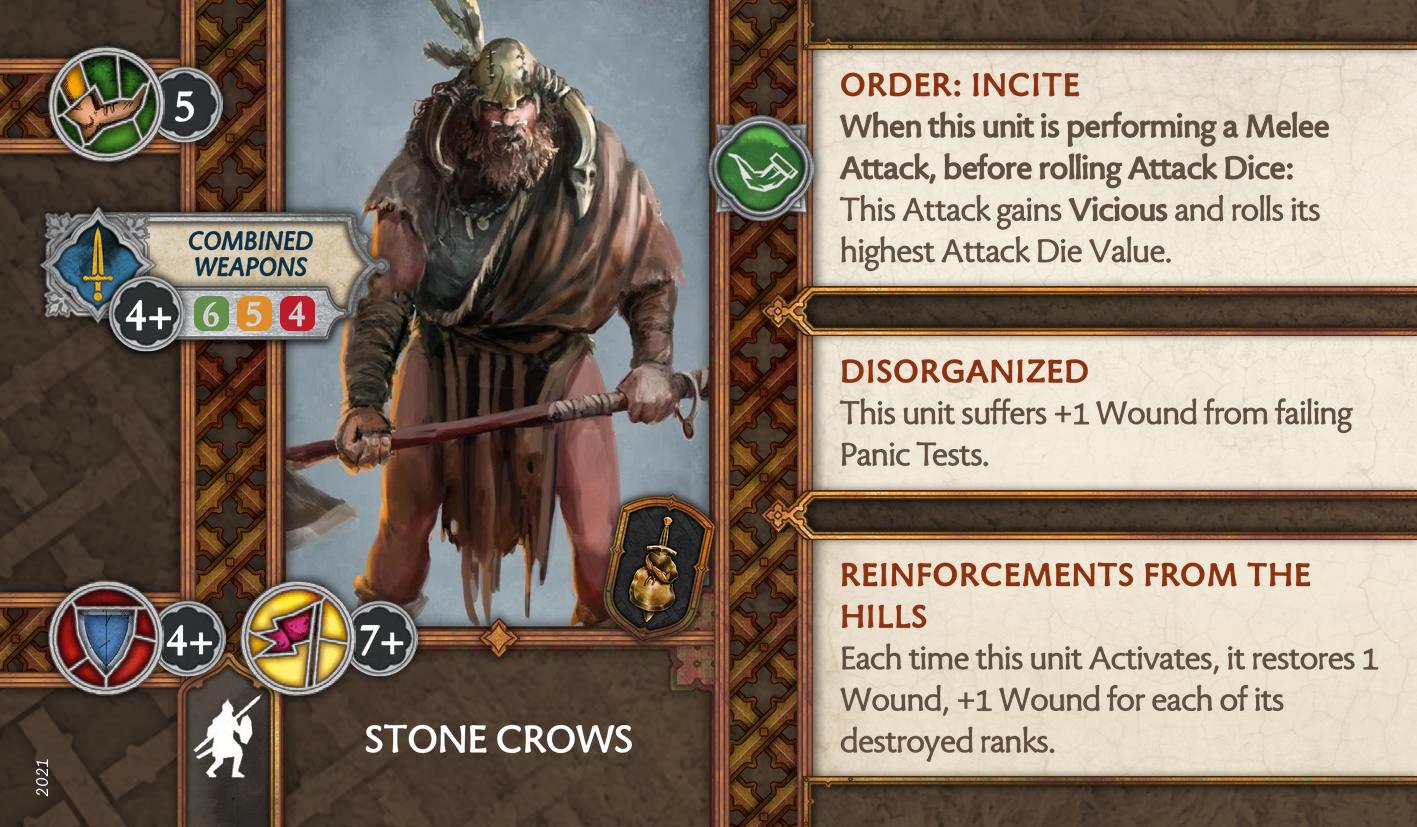 5
COMBINED
WEAPONS
4+ 6 5 4
4+ 7+
STONE CROWS
2021
ORDER: INCITE
When this unit is performing a Melee
Attack, before rolling Attack Dice:
This Attack gains Vicious and rolls its
highest Attack Die Value.
DISORGANIZED
This unit suffers +1 Wound from failing
Panic Tests.
REINFORCEMENTS FROM THE
HILLS
Each time this unit Activates, it restores 1
Wound, +1 Wound for each of its
destroyed ranks.